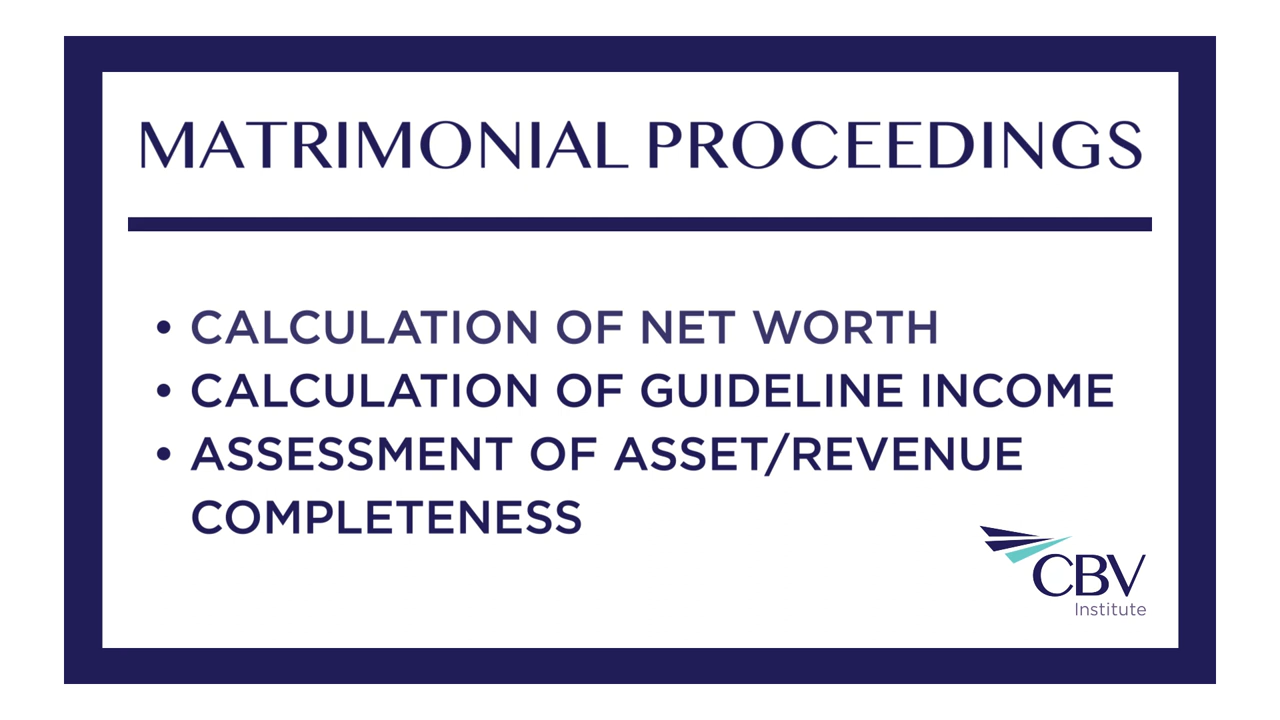 MATRIMONIAL PROCEEDINGS
• CALCULATION OF NET WORTH
• CALCULATION OF GUIDELINE INCOME
• ASSESSMENT OF ASSET/REVENUE
COMPLETENESS
CBV
Institute